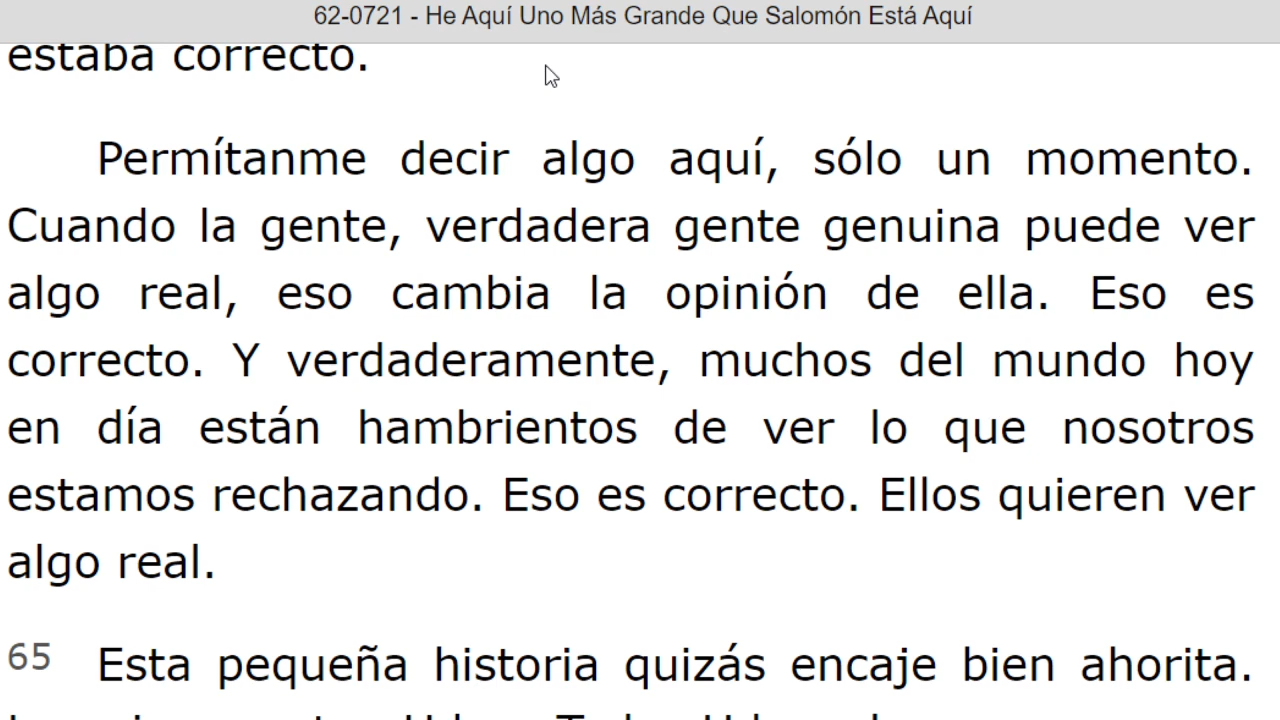 62-0721 - He Aquí Uno Más Grande Que Salomón Está Aquí
estaba correcto.
Permítanme decir algo aquí, sólo un momento.
Cuando la gente, verdadera gente genuina puede ver
algo real, eso cambia la opinión de ella. Eso es
correcto. Y verdaderamente, muchos del mundo hoy
en día están hambrientos de ver lo que nosotros
estamos rechazando. Eso es correcto. Ellos quieren ver
algo real.
65 Esta pequeña historia quizás encaje bien ahorita.